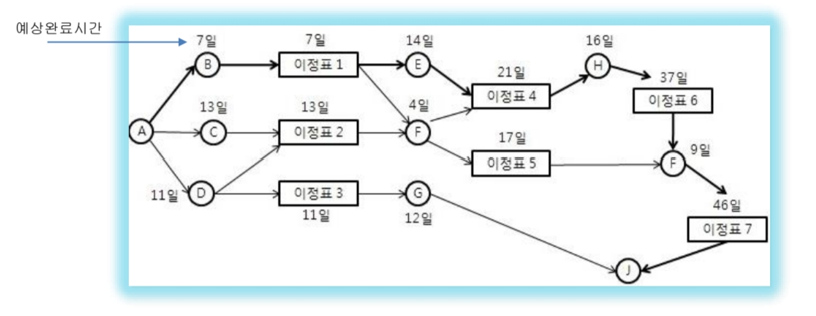 예상완료시간
7일
7일
14일
16일
B
이정표 1
E
H
21일
37일
이정표 4
이정표 6
13일
13일
4일
A
C
이정표 2
F
17일
이정표 5
F
9일
11일
D
이정표 3
G
11일
12일
46일
이정표 7
J